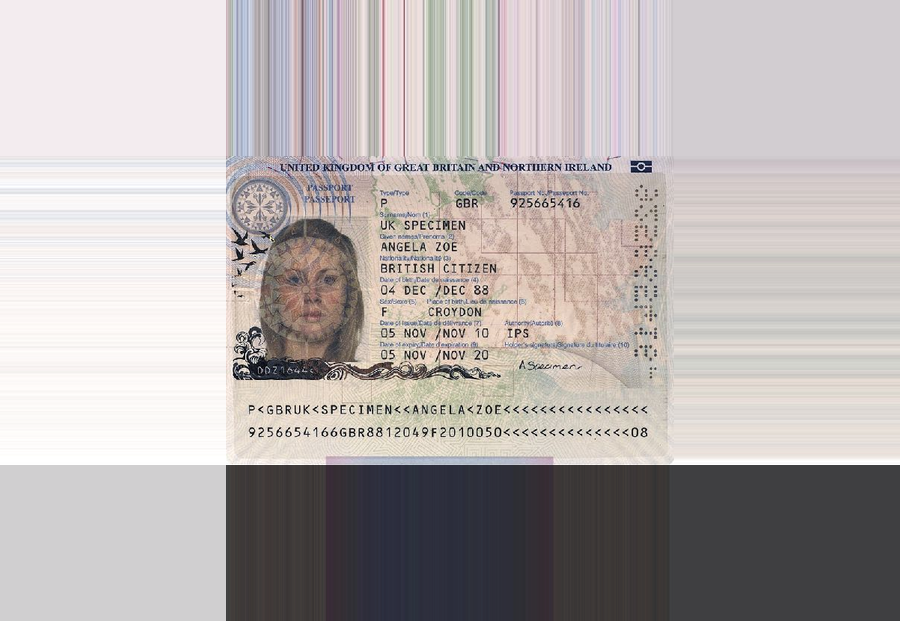 UNITED KINGDOM OF GREAT BRITAIN AND NORTHERN IRELAND
PASSPORT
PASSEPORT
Type/Type Code/Code Passport No./Passeport No.
P GBR 925665416
Surname/Nom (1)
UK SPECIMEN
Given names/Prénoms (2)
ANGELA ZOE
Nationality/Nationalité (3)
BRITISH CITIZEN
Date of birth/Date de naissance (4)
04 DEC /DEC 88
Sex/Sexe (5) Place of birth/Lieu de naissance (6)
F CROYDON
Date of issue/Date de délivrance (7) Authority/Autorité (8)
05 NOV /NOV 10 IPS
Date of expiry/Date d'expiration (9) Holder's signature/Signature du titulaire (10)
05 NOV /NOV 20
A Specimen
P<GBRUK<SPECIMEN<<ANGELA<ZOE<<<<<<<<<<<<<<<<
9256654166GBR8812049F2010050<<<<<<<<<<<<<<08